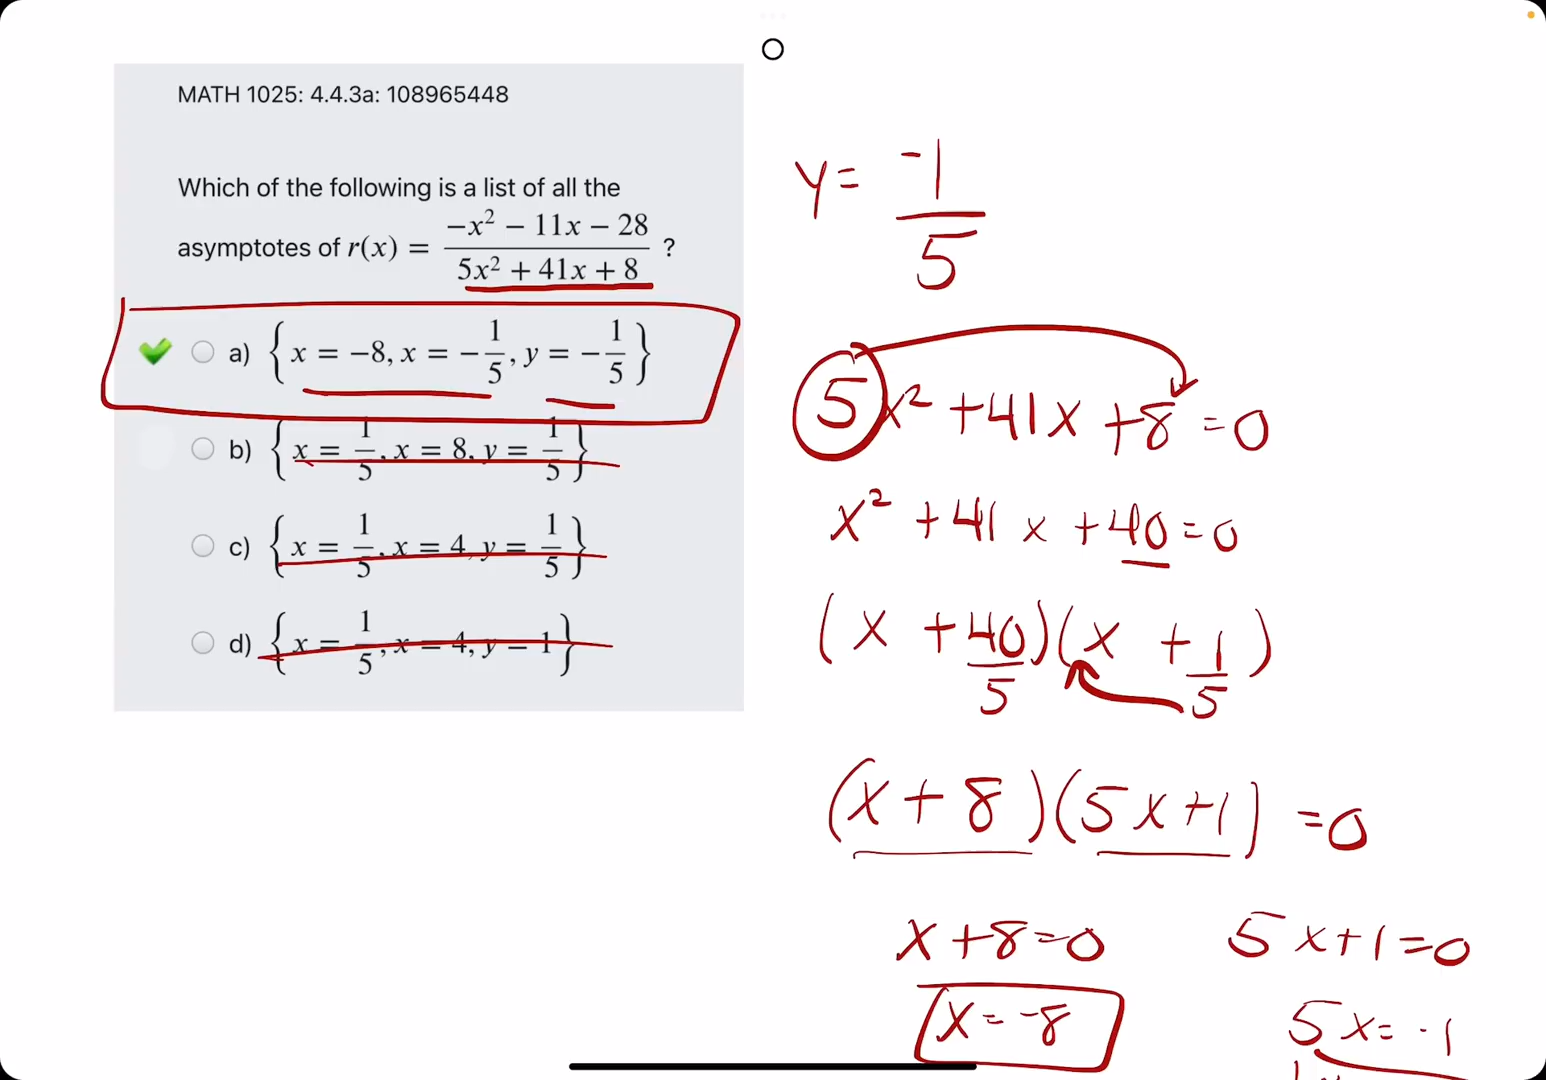 MATH 1025: 4.4.3a: 108965448
Which of the following is a list of all the
asymptotes of r(x) = (−x² − 11x − 28)/(5x² + 41x + 8) ?
a) {x = −8, x = −1/5, y = −1/5}
b) {x = 1/5, x = 8, y = 1/5}
c) {x = 1/5, x = 4, y = 1/5}
d) {x = 1/5, x = 4, y = 1}
y = -1/5
5x² + 41x + 8 = 0
x² + 41x + 40 = 0
(x + 40/5)(x + 1/5)
(x + 8)(5x + 1) = 0
x + 8 = 0
5x + 1 = 0
x = -8
5x = -1